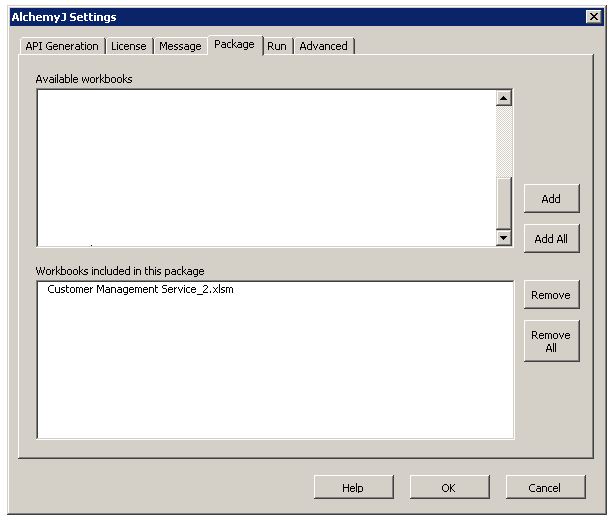 AlchemyJ Settings
API Generation License Message Package Run Advanced
Available workbooks
Add
Add All
Workbooks included in this package
Customer Management Service_2.xlsm
Remove
Remove
All
Help OK Cancel